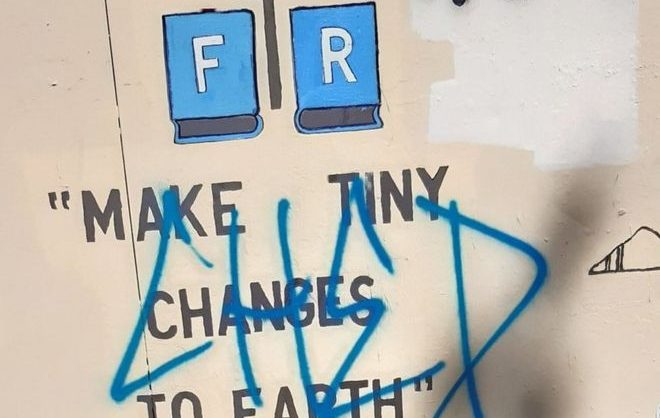 F R
"MAKE TINY
CHANGES
TO EARTH"